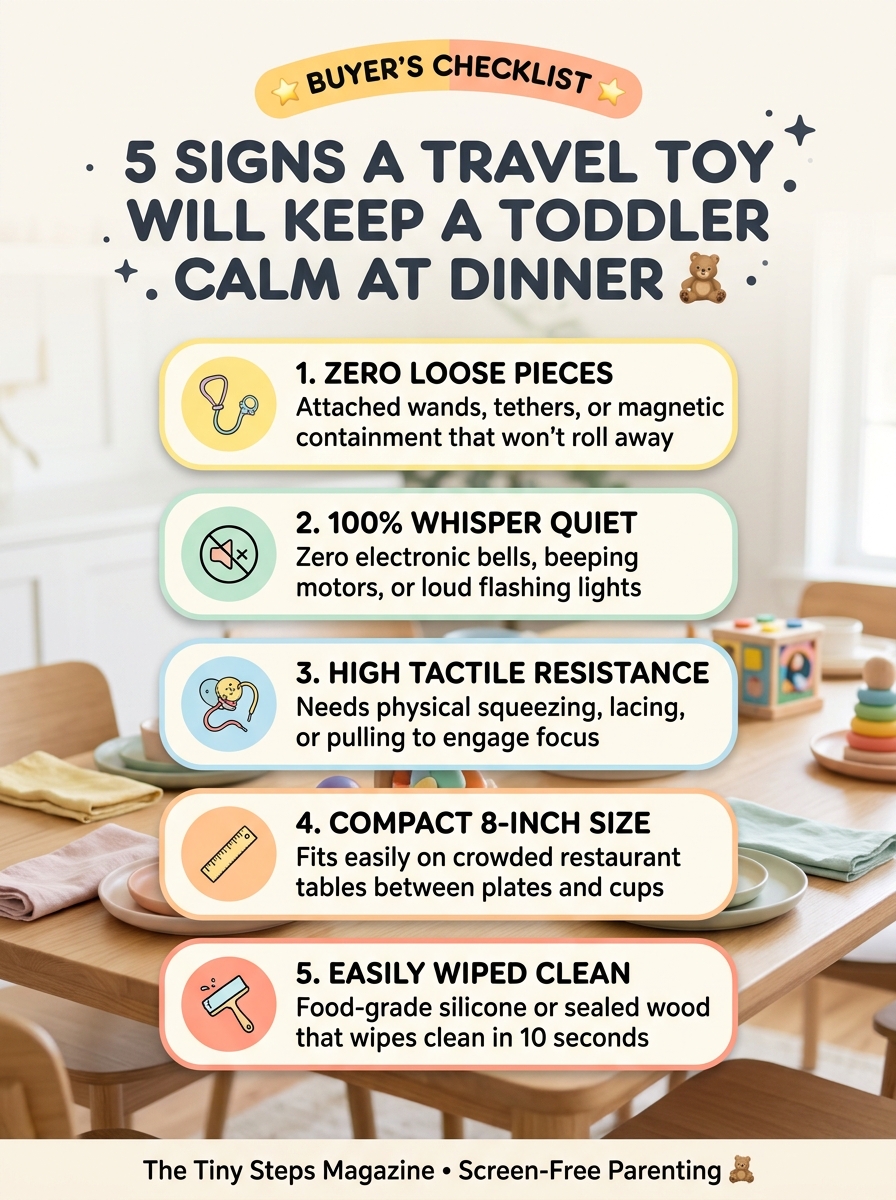 BUYER'S CHECKLIST
5 SIGNS A TRAVEL TOY
WILL KEEP A TODDLER
CALM AT DINNER
1. ZERO LOOSE PIECES
Attached wands, tethers, or magnetic
containment that won't roll away
2. 100% WHISPER QUIET
Zero electronic bells, beeping
motors, or loud flashing lights
3. HIGH TACTILE RESISTANCE
Needs physical squeezing, lacing,
or pulling to engage focus
4. COMPACT 8-INCH SIZE
Fits easily on crowded restaurant
tables between plates and cups
5. EASILY WIPED CLEAN
Food-grade silicone or sealed wood
that wipes clean in 10 seconds
The Tiny Steps Magazine • Screen-Free Parenting